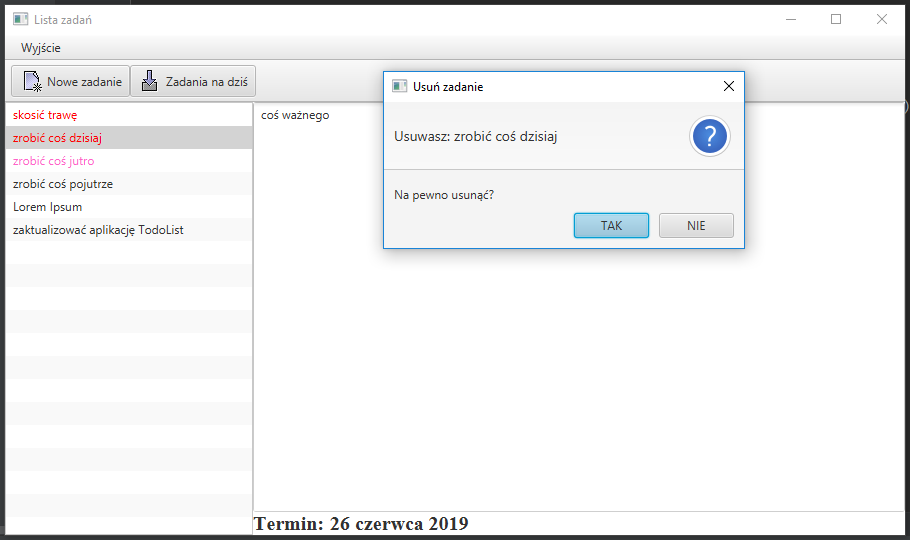 Lista zadań
Wyjście
Nowe zadanie
Zadania na dziś
skosić trawę
zrobić coś dzisiaj
zrobić coś jutro
zrobić coś pojutrze
Lorem Ipsum
zaktualizować aplikację TodoList
coś ważnego
Termin: 26 czerwca 2019
Usuń zadanie
Usuwasz: zrobić coś dzisiaj
?
Na pewno usunąć?
TAK
NIE